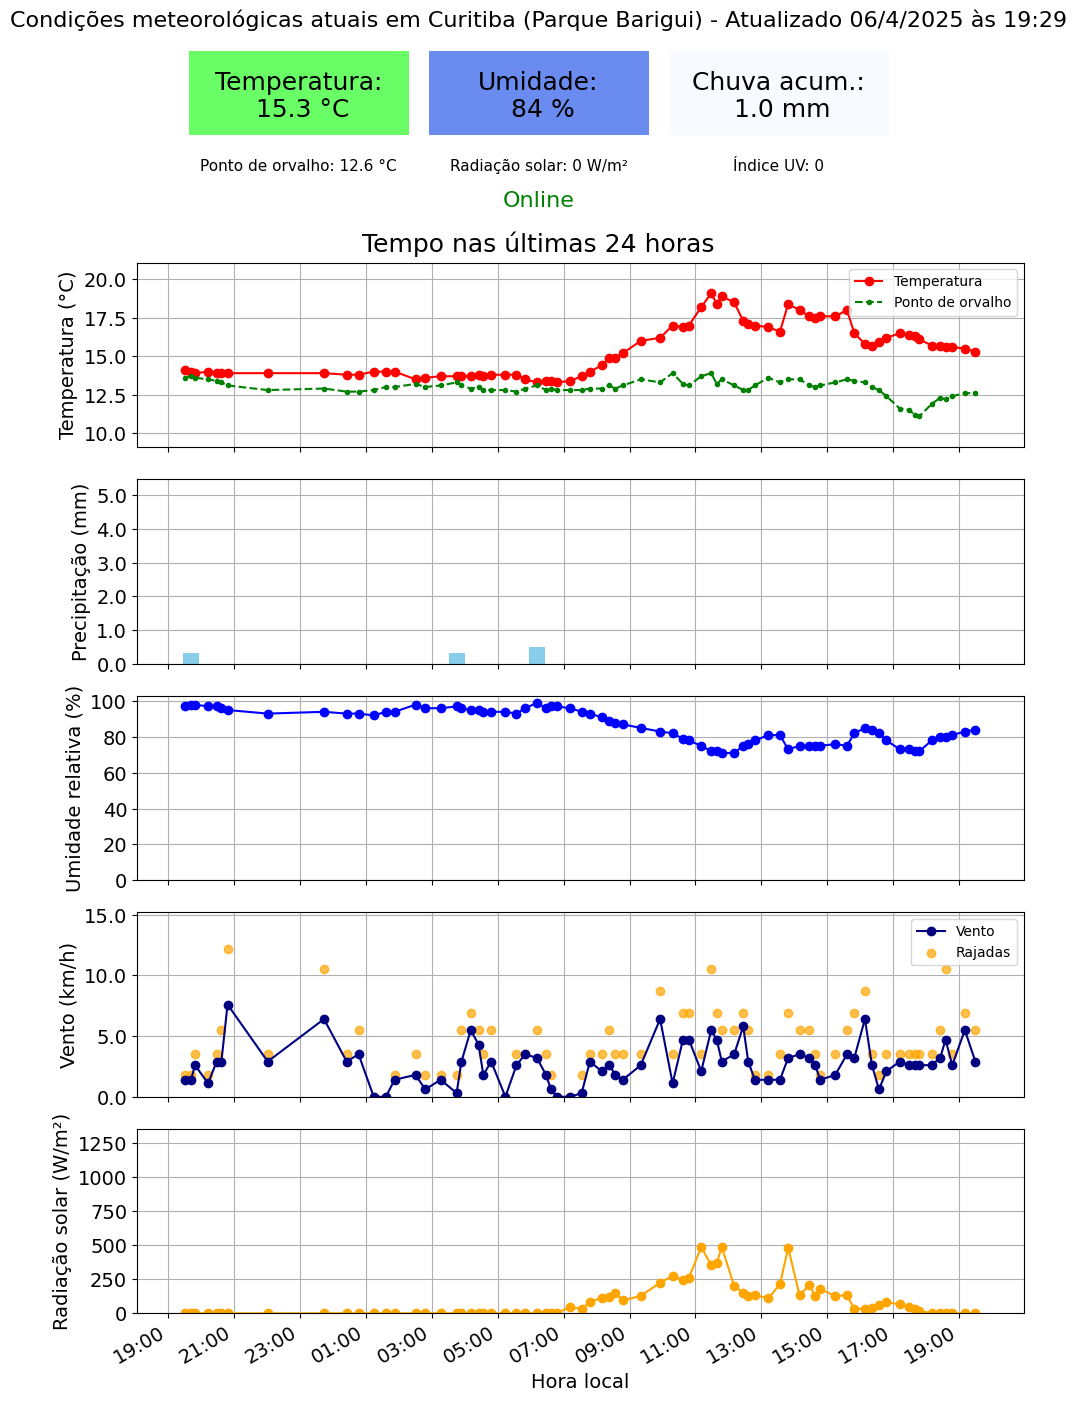 Condições meteorológicas atuais em Curitiba (Parque Barigui) - Atualizado 06/4/2025 às 19:29
Temperatura:
15.3 °C
Umidade:
84 %
Chuva acum.:
1.0 mm
Ponto de orvalho: 12.6 °C
Radiação solar: 0 W/m²
Índice UV: 0
Online
Tempo nas últimas 24 horas
Temperatura (°C)
20.0
17.5
15.0
12.5
10.0
Temperatura
Ponto de orvalho
Precipitação (mm)
5.0
4.0
3.0
2.0
1.0
0.0
Umidade relativa (%)
100
80
60
40
20
0
Vento (km/h)
15.0
10.0
5.0
0.0
Vento
Rajadas
Radiação solar (W/m²)
1250
1000
750
500
250
0
19:00 21:00 23:00 01:00 03:00 05:00 07:00 09:00 11:00 13:00 15:00 17:00 19:00
Hora local